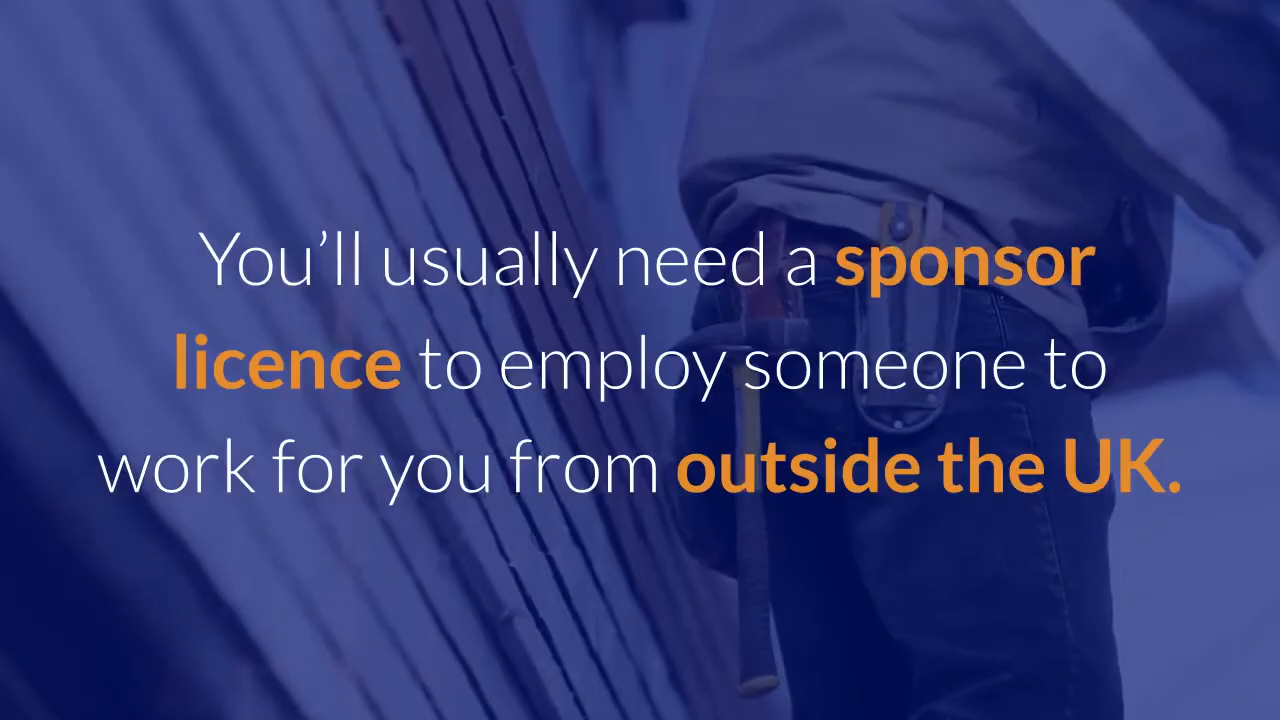 You’ll usually need a sponsor
licence to employ someone to
work for you from outside the UK.